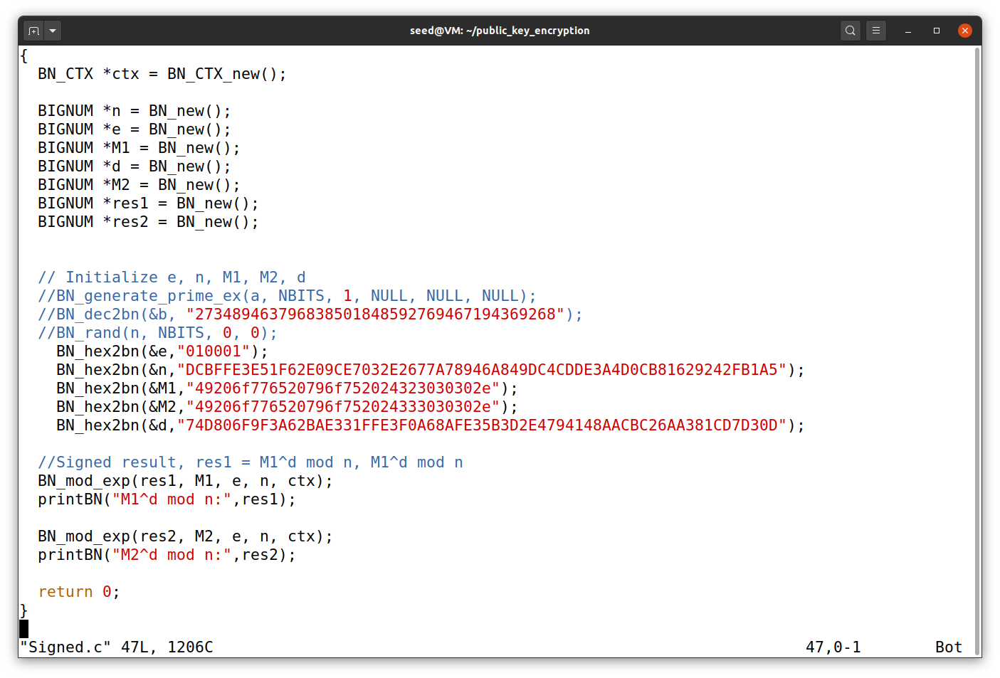 seed@VM: ~/public_key_encryption
{
  BN_CTX *ctx = BN_CTX_new();

  BIGNUM *n = BN_new();
  BIGNUM *e = BN_new();
  BIGNUM *M1 = BN_new();
  BIGNUM *d = BN_new();
  BIGNUM *M2 = BN_new();
  BIGNUM *res1 = BN_new();
  BIGNUM *res2 = BN_new();


  // Initialize e, n, M1, M2, d
  //BN_generate_prime_ex(a, NBITS, 1, NULL, NULL, NULL);
  //BN_dec2bn(&b, "273489463796838501848592769467194369268");
  //BN_rand(n, NBITS, 0, 0);
    BN_hex2bn(&e,"010001");
    BN_hex2bn(&n,"DCBFFE3E51F62E09CE7032E2677A78946A849DC4CDDE3A4D0CB81629242FB1A5");
    BN_hex2bn(&M1,"49206f776520796f752024323030302e");
    BN_hex2bn(&M2,"49206f776520796f752024333030302e");
    BN_hex2bn(&d,"74D806F9F3A62BAE331FFE3F0A68AFE35B3D2E4794148AACBC26AA381CD7D30D");

  //Signed result, res1 = M1^d mod n, M1^d mod n
  BN_mod_exp(res1, M1, e, n, ctx);
  printBN("M1^d mod n:",res1);

  BN_mod_exp(res2, M2, e, n, ctx);
  printBN("M2^d mod n:",res2);

  return 0;
}
"Signed.c" 47L, 1206C 47,0-1 Bot